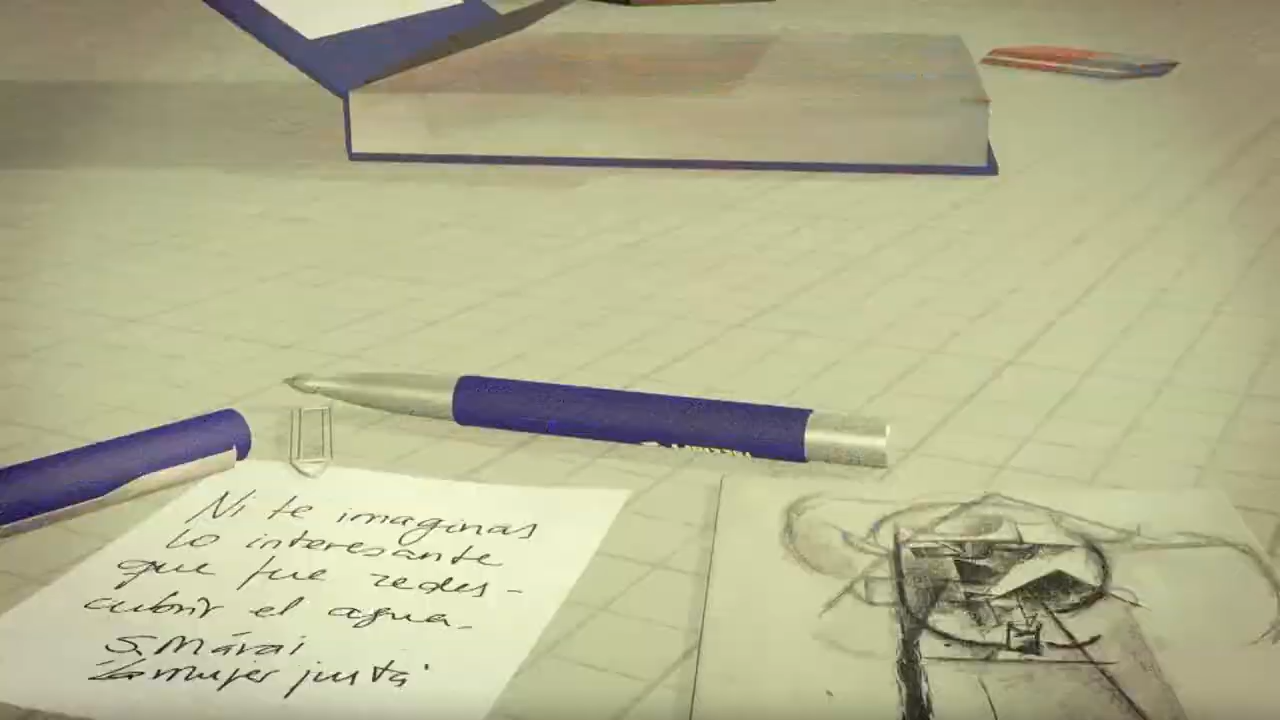 Ni te imaginas
lo interesante
que fue redes-
cubrir el agua.
S. Márai
"La mujer justa"